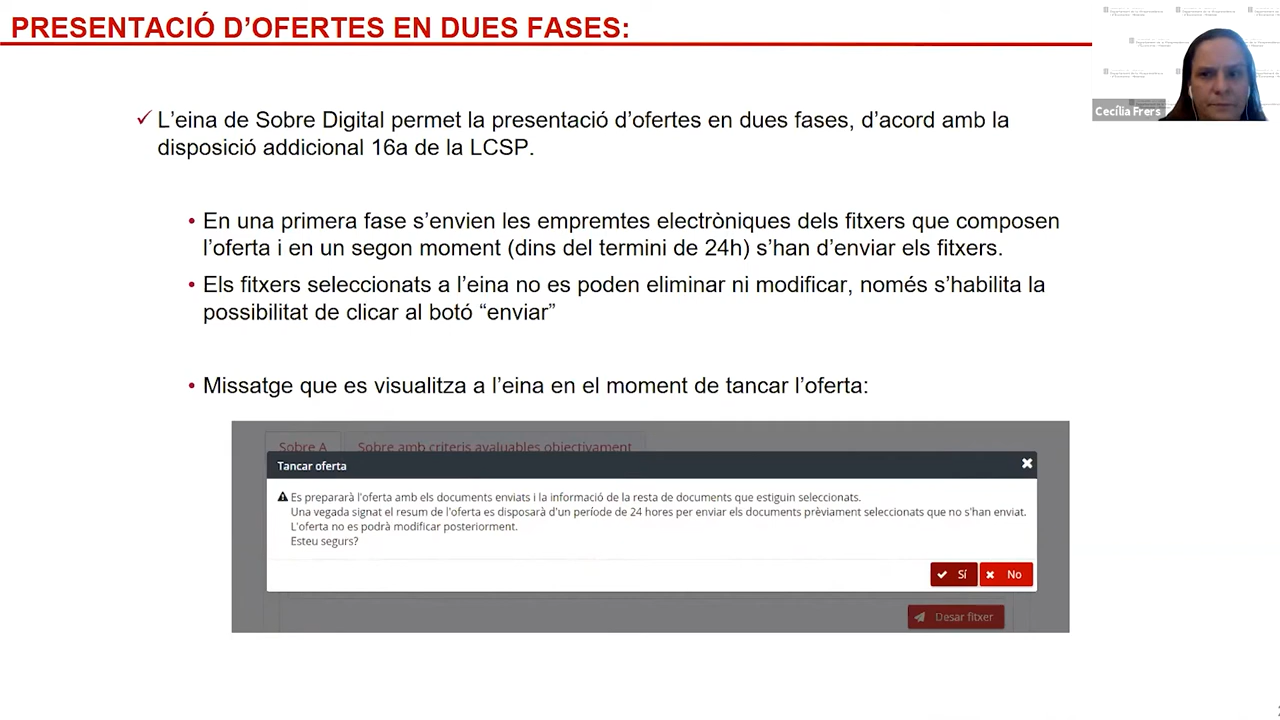 PRESENTACIÓ D’OFERTES EN DUES FASES:
Cecília Frers
✓ L’eina de Sobre Digital permet la presentació d’ofertes en dues fases, d’acord amb la
disposició addicional 16a de la LCSP.
• En una primera fase s’envien les empremtes electròniques dels fitxers que composen
l’oferta i en un segon moment (dins del termini de 24h) s’han d’enviar els fitxers.
• Els fitxers seleccionats a l’eina no es poden eliminar ni modificar, només s’habilita la
possibilitat de clicar al botó “enviar”
• Missatge que es visualitza a l’eina en el moment de tancar l’oferta:
Sobre A Sobre amb criteris avaluables objectivament
Tancar oferta
Es prepararà l'oferta amb els documents enviats i la informació de la resta de documents que estiguin seleccionats.
Una vegada signat el resum de l'oferta es disposarà d'un període de 24 hores per enviar els documents prèviament seleccionats que no s'han enviat.
L'oferta no es podrà modificar posteriorment.
Esteu segurs?
Sí No
Desar fitxer